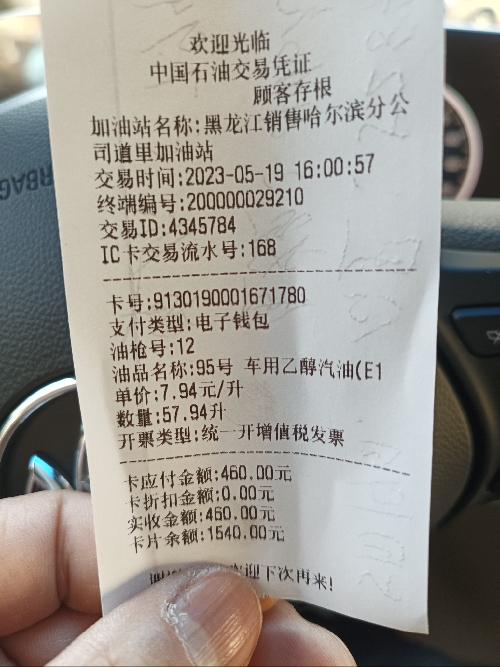 欢迎光临
中国石油交易凭证
顾客存根
加油站名称:黑龙江销售哈尔滨分公
司道里加油站
交易时间:2023-05-19 16:00:57
终端编号:200000029210
交易ID:4345784
IC卡交易流水号:168
卡号:9130190001671780
支付类型:电子钱包
油枪号:12
油品名称:95号 车用乙醇汽油(E1
单价:7.94元/升
数量:57.94升
开票类型:统一开增值税发票
卡应付金额:460.00元
卡折扣金额:0.00元
实收金额:460.00元
卡片余额:1540.00元
迎下次再来!
RBAG